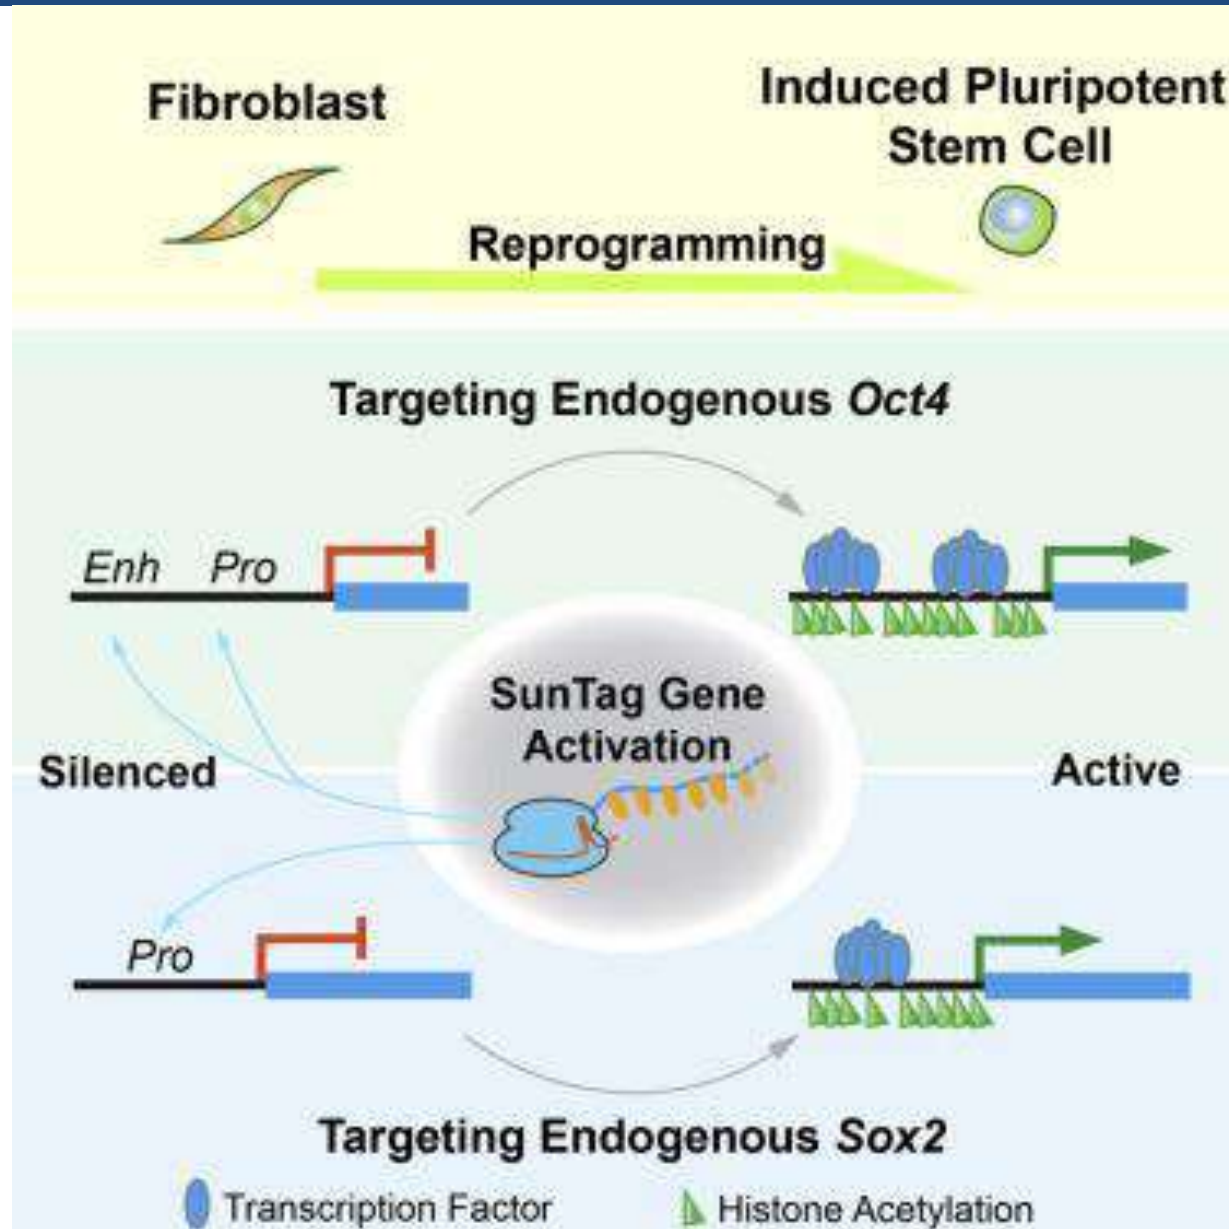 Fibroblast
Induced Pluripotent
Stem Cell
Reprogramming
Targeting Endogenous Oct4
Enh
Pro
SunTag Gene
Activation
Silenced
Active
Pro
Targeting Endogenous Sox2
Transcription Factor
Histone Acetylation